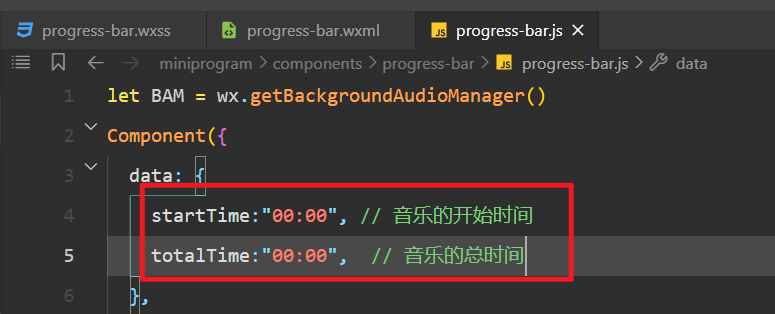 progress-bar.wxss progress-bar.wxml JS progress-bar.js
miniprogram > components > progress-bar > JS progress-bar.js > data
1 let BAM = wx.getBackgroundAudioManager()
2 Component({
3 data: {
4 startTime:"00:00", // 音乐的开始时间
5 totalTime:"00:00", // 音乐的总时间
6 },